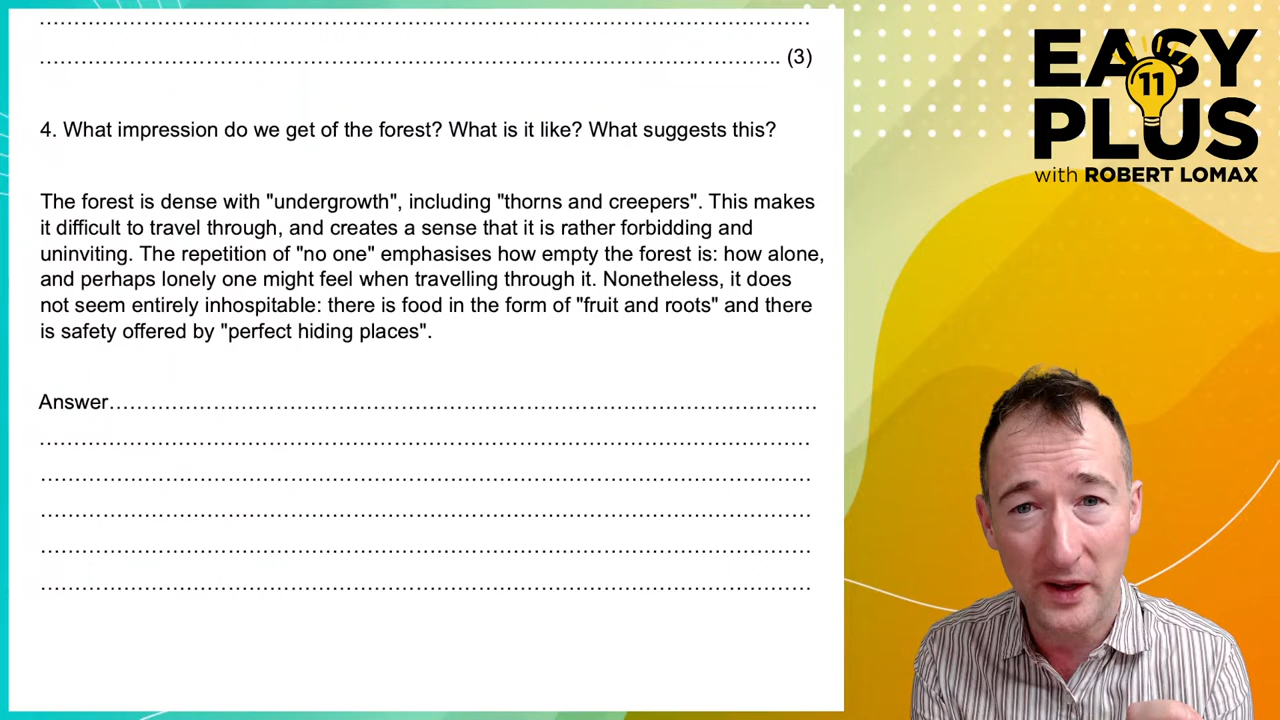 (3)
4. What impression do we get of the forest? What is it like? What suggests this?
The forest is dense with "undergrowth", including "thorns and creepers". This makes
it difficult to travel through, and creates a sense that it is rather forbidding and
uninviting. The repetition of "no one" emphasises how empty the forest is: how alone,
and perhaps lonely one might feel when travelling through it. Nonetheless, it does
not seem entirely inhospitable: there is food in the form of "fruit and roots" and there
is safety offered by "perfect hiding places".
Answer
EASY
11
PLUS
with ROBERT LOMAX